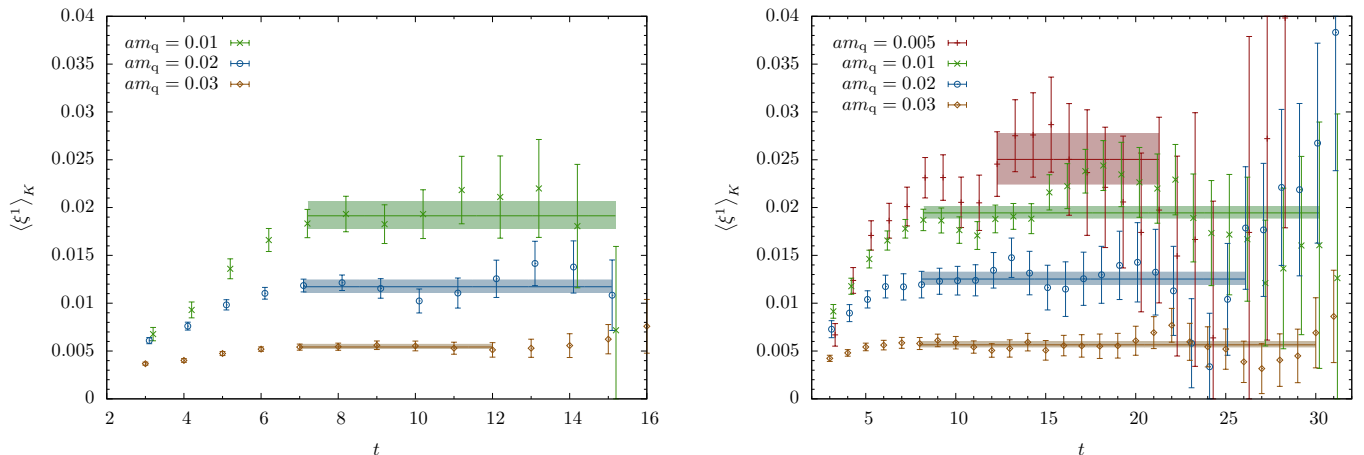 0.04
0.035
0.03
0.025
0.02
0.015
0.01
0.005
0
⟨ξ¹⟩_K
am_q = 0.01
am_q = 0.02
am_q = 0.03
2 4 6 8 10 12 14 16
t
0.04
0.035
0.03
0.025
0.02
0.015
0.01
0.005
0
⟨ξ¹⟩_K
am_q = 0.005
am_q = 0.01
am_q = 0.02
am_q = 0.03
5 10 15 20 25 30
t